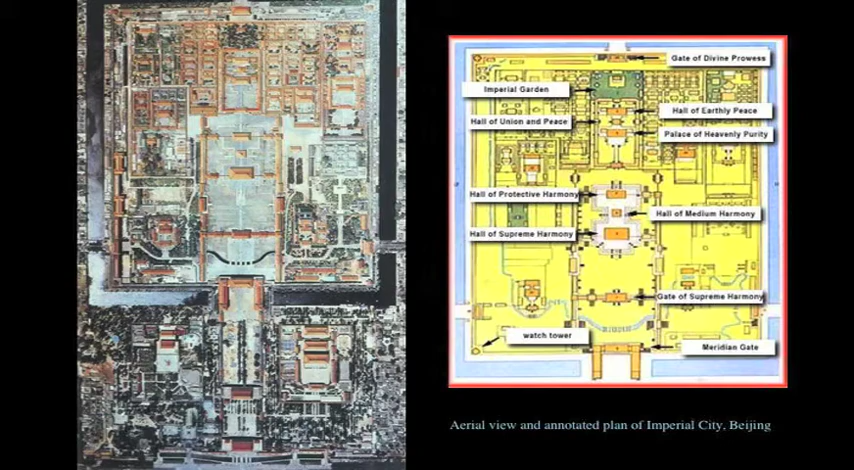 Gate of Divine Prowess
Imperial Garden
Hall of Earthly Peace
Hall of Union and Peace
Palace of Heavenly Purity
Hall of Protective Harmony
Hall of Medium Harmony
Hall of Supreme Harmony
Gate of Supreme Harmony
watch tower
Meridian Gate
Aerial view and annotated plan of Imperial City, Beijing